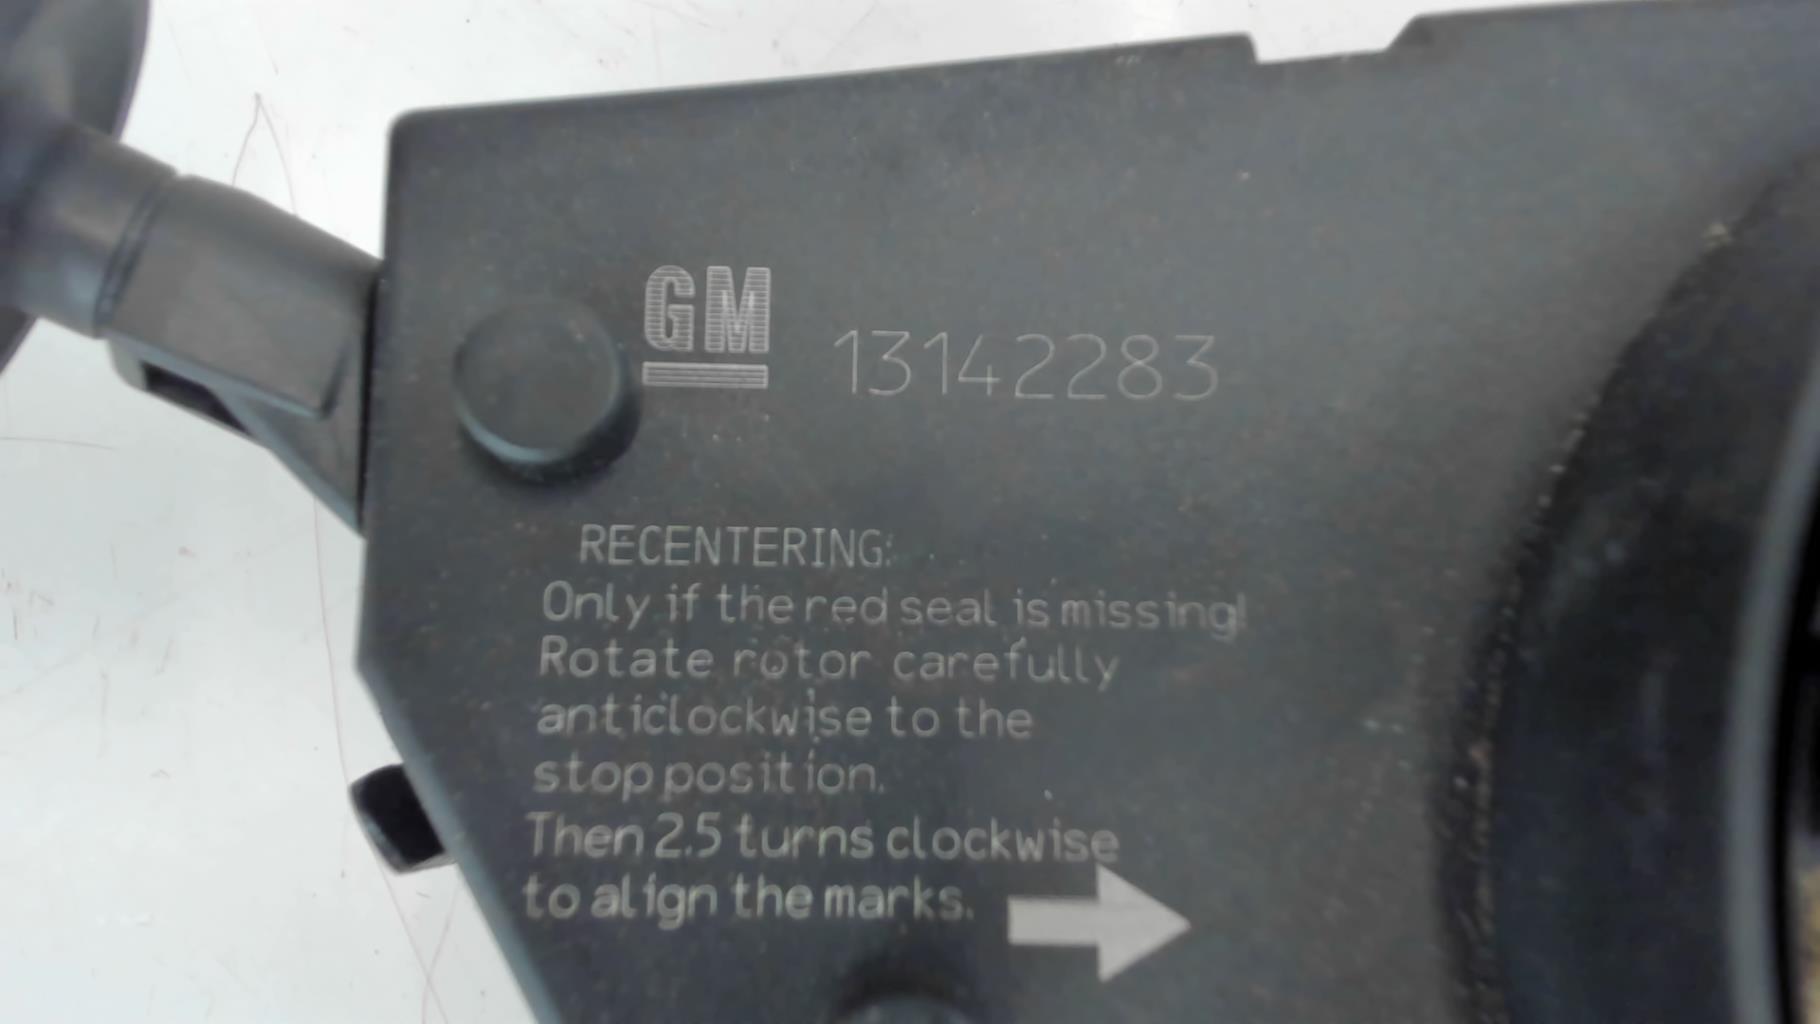 GM 13142283
RECENTERING:
Only if the red seal is missing!
Rotate rotor carefully
anticlockwise to the
stop position.
Then 2.5 turns clockwise
to align the marks.